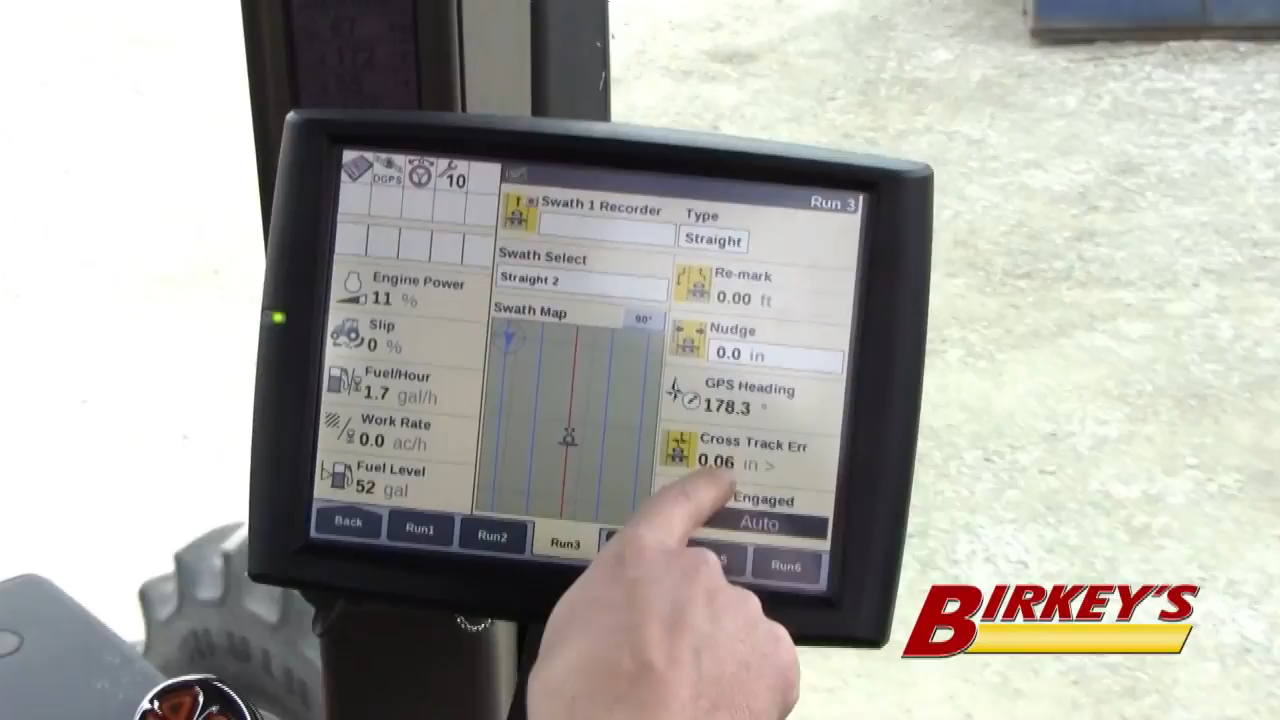 DGPS
10
Run 3
Swath 1 Recorder
Type
Straight
Swath Select
Straight 2
Re-mark
0.00 ft
Engine Power
11 %
Swath Map
90°
Nudge
0.0 in
Slip
0 %
GPS Heading
178.3 °
Fuel/Hour
1.7 gal/h
Work Rate
0.0 ac/h
Cross Track Err
0.06 in >
Fuel Level
52 gal
Engaged
Auto
Back
Run1
Run2
Run3
5
Run6
BIRKEY'S